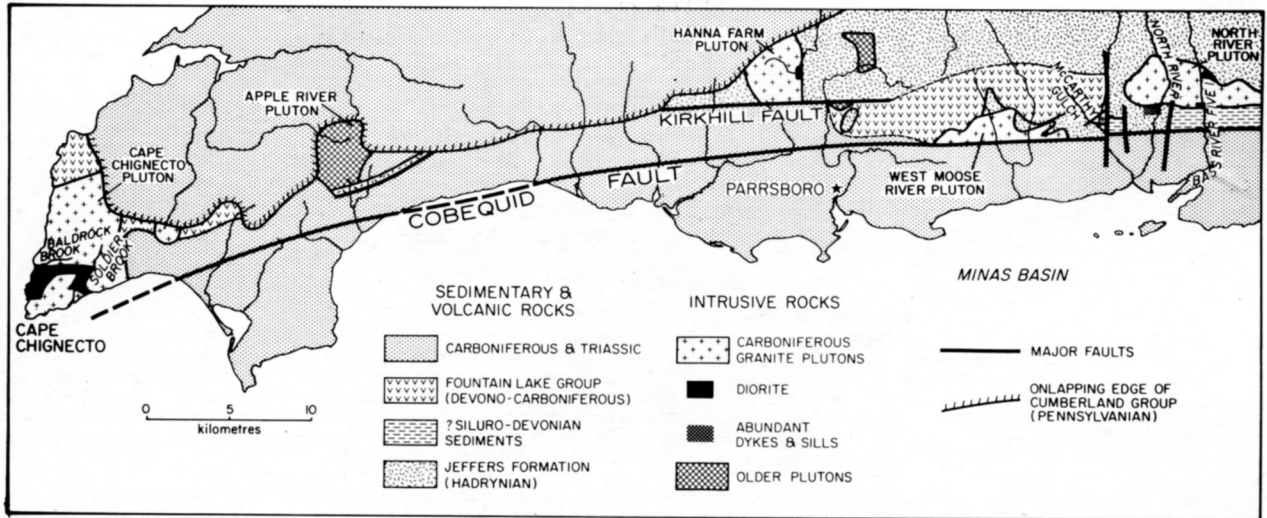 HANNA FARM
PLUTON
NORTH RIVER
NORTH
RIVER
PLUTON
McCARTHY
GULCH
APPLE RIVER
PLUTON
KIRKHILL FAULT
CAPE
CHIGNECTO
PLUTON
COBEQUID FAULT
PARRSBORO
WEST MOOSE
RIVER PLUTON
BASS RIVER FIVE I
BALDROCK
BROOK
SOLDIER
BROOK
CAPE
CHIGNECTO
MINAS BASIN
SEDIMENTARY &
VOLCANIC ROCKS
CARBONIFEROUS & TRIASSIC
FOUNTAIN LAKE GROUP
(DEVONO-CARBONIFEROUS)
? SILURO-DEVONIAN
SEDIMENTS
JEFFERS FORMATION
(HADRYNIAN)
INTRUSIVE ROCKS
CARBONIFEROUS
GRANITE PLUTONS
DIORITE
ABUNDANT
DYKES & SILLS
OLDER PLUTONS
MAJOR FAULTS
ONLAPPING EDGE OF
CUMBERLAND GROUP
(PENNSYLVANIAN)
0 5 10
kilometres